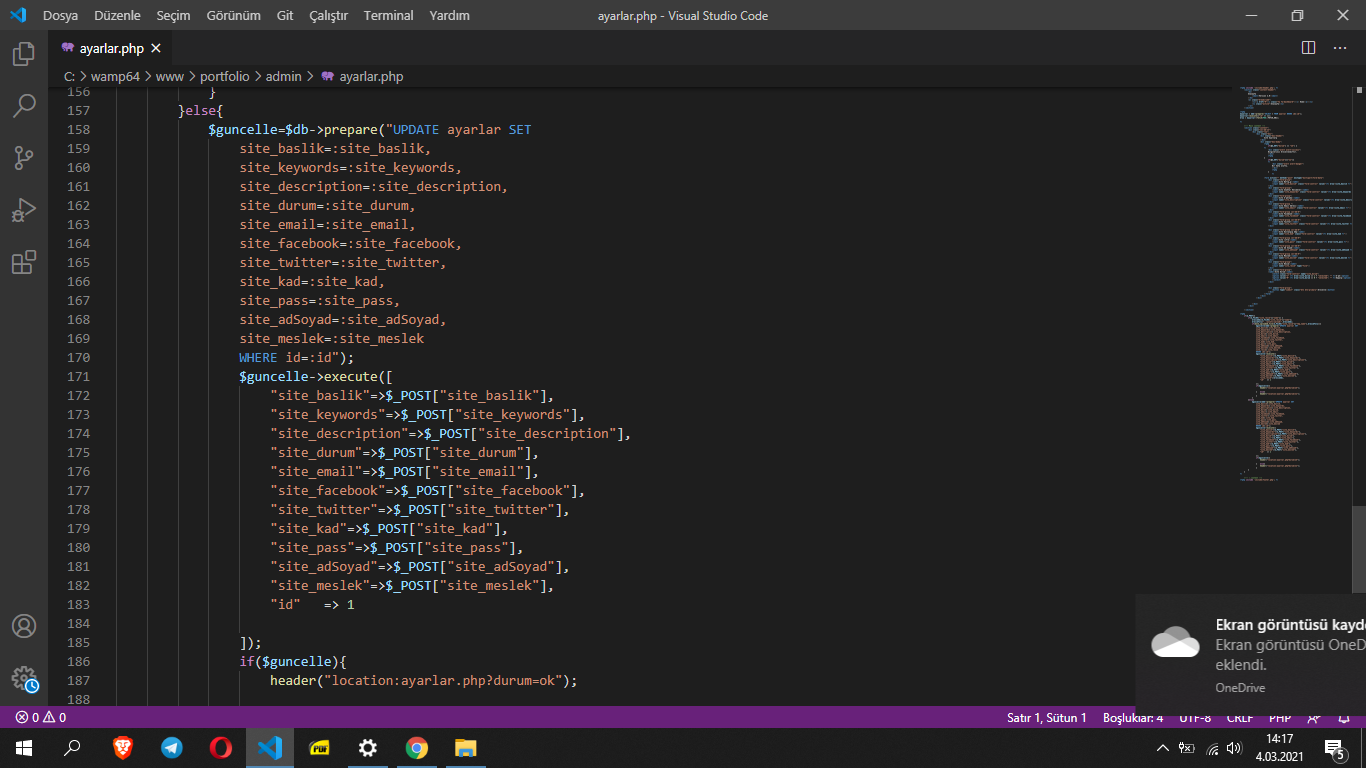 Dosya Düzenle Seçim Görünüm Git Çalıştır Terminal Yardım ayarlar.php - Visual Studio Code
ayarlar.php
C: > wamp64 > www > portfolio > admin > ayarlar.php
156 }
157 }else{
158 $guncelle=$db->prepare("UPDATE ayarlar SET
159 site_baslik=:site_baslik,
160 site_keywords=:site_keywords,
161 site_description=:site_description,
162 site_durum=:site_durum,
163 site_email=:site_email,
164 site_facebook=:site_facebook,
165 site_twitter=:site_twitter,
166 site_kad=:site_kad,
167 site_pass=:site_pass,
168 site_adSoyad=:site_adSoyad,
169 site_meslek=:site_meslek
170 WHERE id=:id");
171 $guncelle->execute([
172 "site_baslik"=>$_POST["site_baslik"],
173 "site_keywords"=>$_POST["site_keywords"],
174 "site_description"=>$_POST["site_description"],
175 "site_durum"=>$_POST["site_durum"],
176 "site_email"=>$_POST["site_email"],
177 "site_facebook"=>$_POST["site_facebook"],
178 "site_twitter"=>$_POST["site_twitter"],
179 "site_kad"=>$_POST["site_kad"],
180 "site_pass"=>$_POST["site_pass"],
181 "site_adSoyad"=>$_POST["site_adSoyad"],
182 "site_meslek"=>$_POST["site_meslek"],
183 "id" => 1
184
185 ]);
186 if($guncelle){
187 header("location:ayarlar.php?durum=ok");
188
Ekran görüntüsü kayde
Ekran görüntüsü OneD
eklendi.
OneDrive
0 0 Satır 1, Sütun 1 Boşluklar: 4 UTF-8 CRLF PHP
PDF
14:17
4.03.2021
5